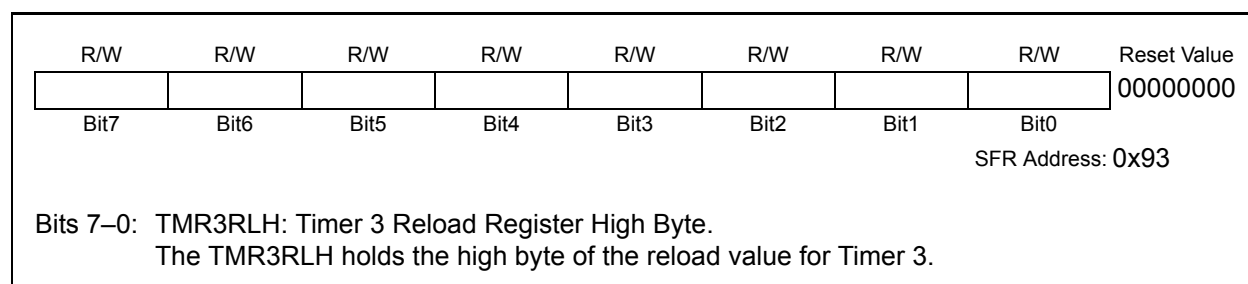 R/W R/W R/W R/W R/W R/W R/W R/W Reset Value
00000000
Bit7 Bit6 Bit5 Bit4 Bit3 Bit2 Bit1 Bit0
SFR Address: 0x93
Bits 7–0: TMR3RLH: Timer 3 Reload Register High Byte.
The TMR3RLH holds the high byte of the reload value for Timer 3.